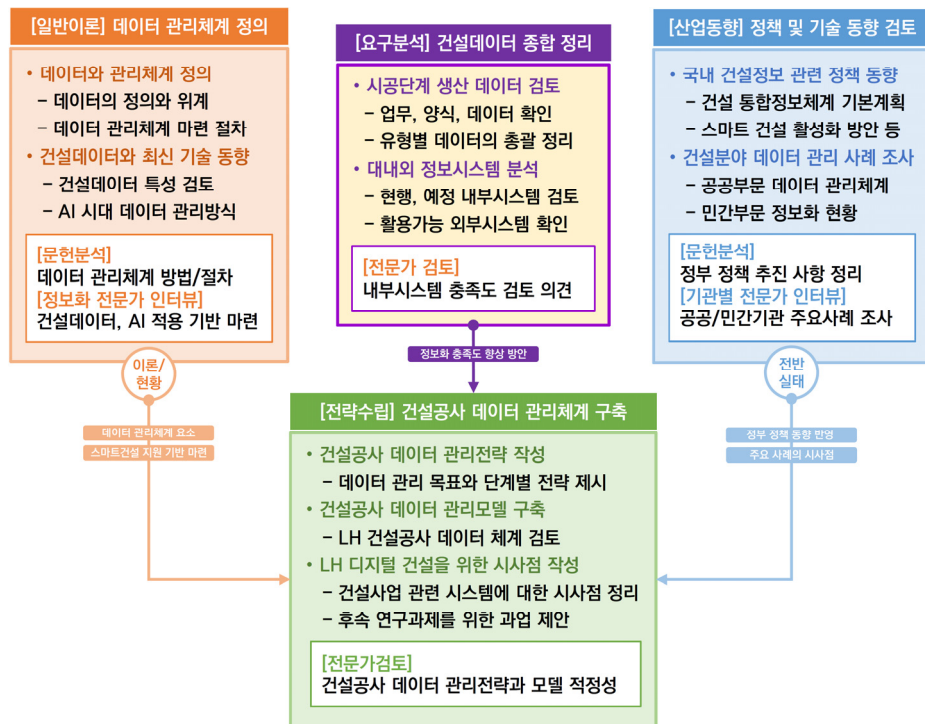 [일반이론] 데이터 관리체계 정의
• 데이터와 관리체계 정의
– 데이터의 정의와 위계
– 데이터 관리체계 마련 절차
• 건설데이터와 최신 기술 동향
– 건설데이터 특성 검토
– AI 시대 데이터 관리방식
[문헌분석]
데이터 관리체계 방법/절차
[정보화 전문가 인터뷰]
건설데이터, AI 적용 기반 마련
이론/
현황
데이터 관리체계 요소
스마트건설 지원 기반 마련
[요구분석] 건설데이터 종합 정리
• 시공단계 생산 데이터 검토
– 업무, 양식, 데이터 확인
– 유형별 데이터의 총괄 정리
• 대내외 정보시스템 분석
– 현행, 예정 내부시스템 검토
– 활용가능 외부시스템 확인
[전문가 검토]
내부시스템 충족도 검토 의견
정보화 충족도 향상 방안
[산업동향] 정책 및 기술 동향 검토
• 국내 건설정보 관련 정책 동향
– 건설 통합정보체계 기본계획
– 스마트 건설 활성화 방안 등
• 건설분야 데이터 관리 사례 조사
– 공공부문 데이터 관리체계
– 민간부문 정보화 현황
[문헌분석]
정부 정책 추진 사항 정리
[기관별 전문가 인터뷰]
공공/민간기관 주요사례 조사
전반
실태
정부 정책 동향 반영
주요 사례의 시사점
[전략수립] 건설공사 데이터 관리체계 구축
• 건설공사 데이터 관리전략 작성
– 데이터 관리 목표와 단계별 전략 제시
• 건설공사 데이터 관리모델 구축
– LH 건설공사 데이터 체계 검토
• LH 디지털 건설을 위한 시사점 작성
– 건설사업 관련 시스템에 대한 시사점 정리
– 후속 연구과제를 위한 과업 제안
[전문가검토]
건설공사 데이터 관리전략과 모델 적정성